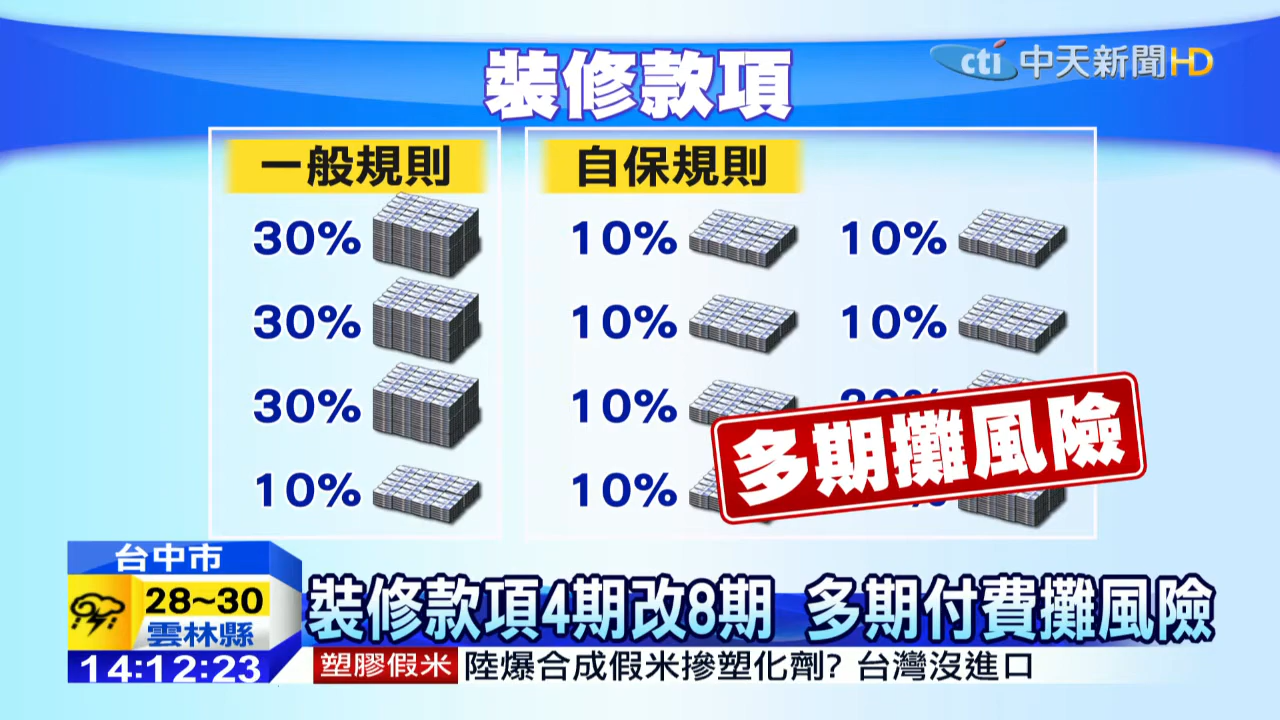 裝修款項
cti 中天新聞HD
一般規則
30%
30%
30%
10%
自保規則
10% 10%
10% 10%
10%
10%
多期攤風險
台中市
28~30
雲林縣
14:12:23
裝修款項4期改8期 多期付費攤風險
塑膠假米 陸爆合成假米摻塑化劑? 台灣沒進口